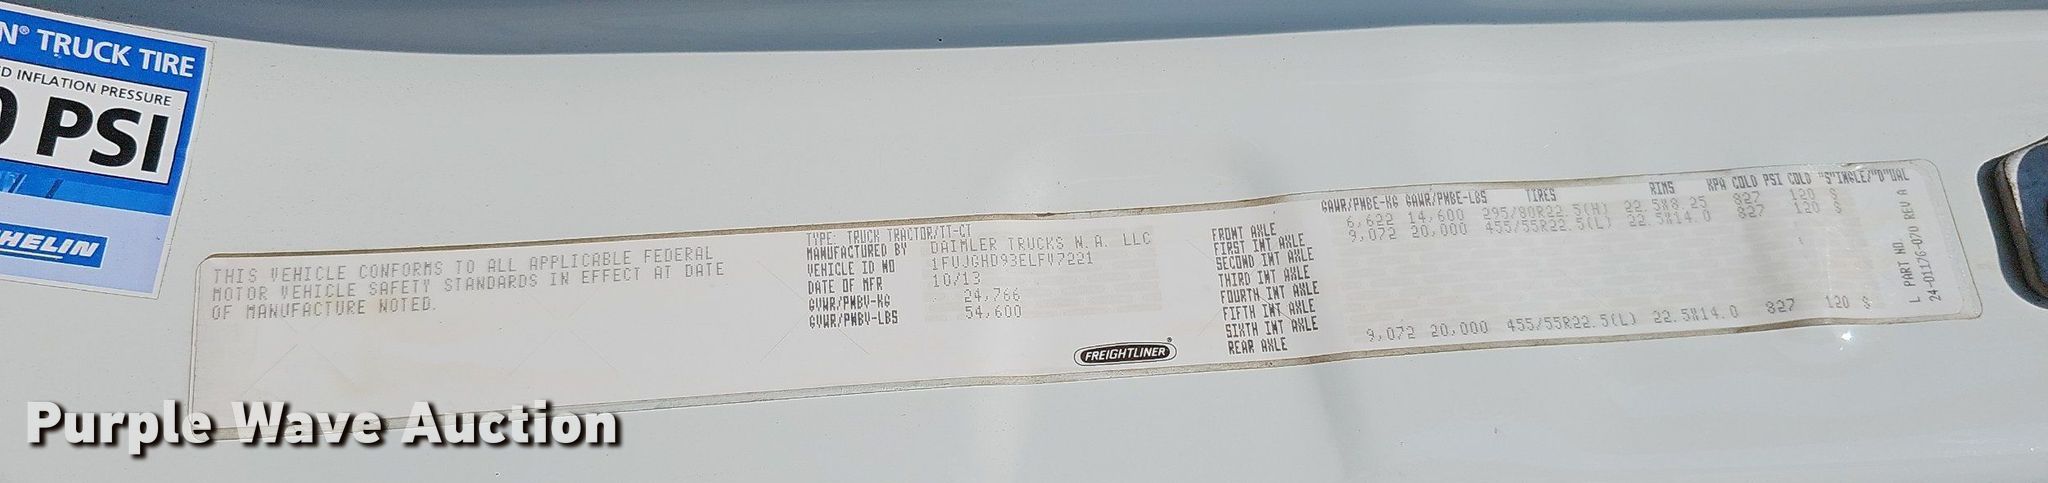 N® TRUCK TIRE
D INFLATION PRESSURE
0 PSI
HELIN
THIS VEHICLE CONFORMS TO ALL APPLICABLE FEDERAL
MOTOR VEHICLE SAFETY STANDARDS IN EFFECT AT DATE
OF MANUFACTURE NOTED.
TYPE: TRUCK TRACTOR/TT-CT
MANUFACTURED BY DAIMLER TRUCKS N.A. LLC
VEHICLE ID NO 1FUJGHD93ELFV7221
DATE OF MFR 10/13
GVWR/PNBV-KG 24,766
GVWR/PNBV-LBS 54,600
FREIGHTLINER®
GAWR/PNBE-KG GAWR/PNBE-LBS TIRES RIMS KPA COLD PSI COLD "S"INGLE/"D"UAL
FRONT AXLE 6,622 14,600 295/80R22.5(H) 22.5X8.25 827 120 S
FIRST INT AXLE 9,072 20,000 455/55R22.5(L) 22.5X14.0 827 120 S
SECOND INT AXLE
THIRD INT AXLE
FOURTH INT AXLE
FIFTH INT AXLE
SIXTH INT AXLE
REAR AXLE 9,072 20,000 455/55R22.5(L) 22.5X14.0 827 120 S
L PART NO.
24-01176-070 REV A
Purple Wave Auction